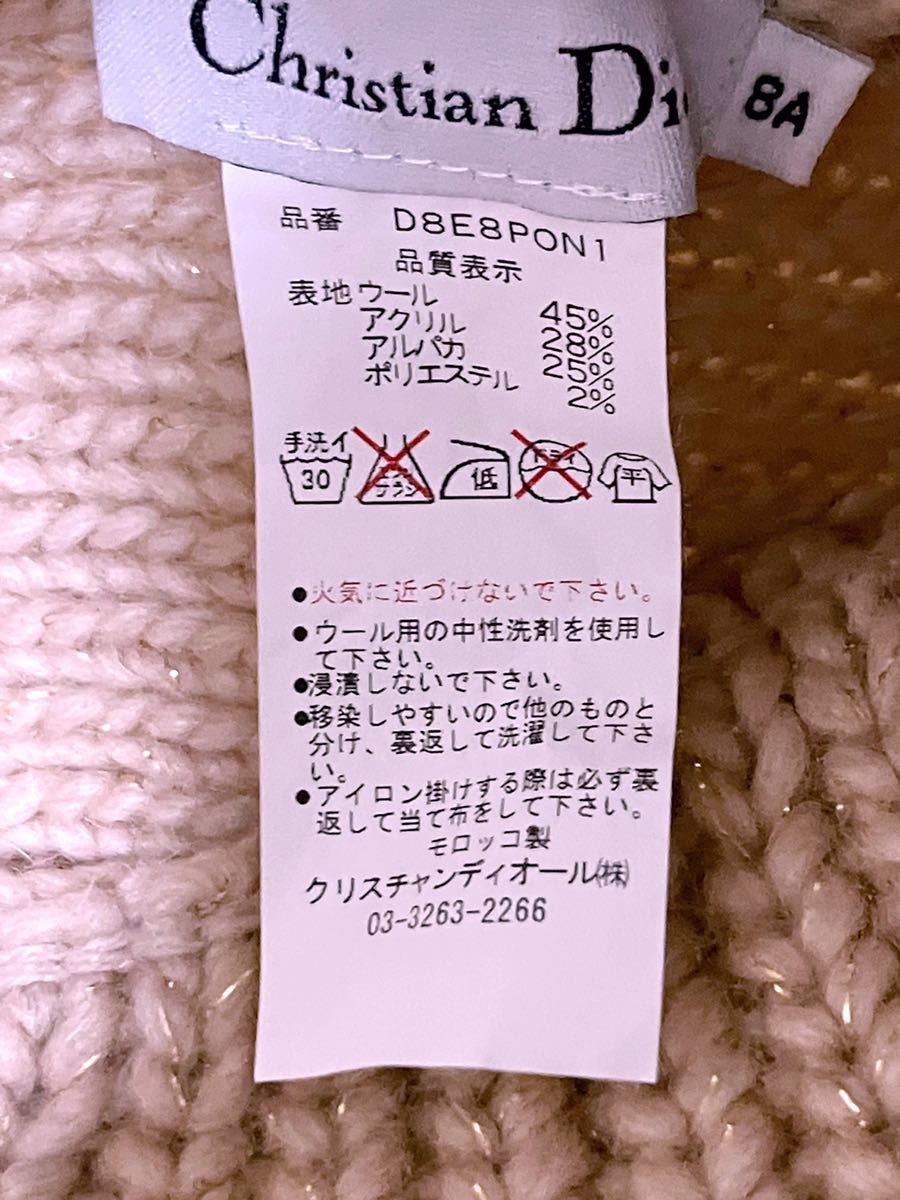 Christian Di
8A
品番 D8E8PON1
品質表示
表地 ウール 45%
アクリル 28%
アルパカ 25%
ポリエステル 2%
手洗イ
30
低
平
●火気に近づけないで下さい。
●ウール用の中性洗剤を使用し
て下さい。
●浸漬しないで下さい。
●移染しやすいので他のものと
分け、裏返して洗濯して下さ
い。
●アイロン掛けする際は必ず裏
返して当て布をして下さい。
モロッコ製
クリスチャンディオール㈱
03-3263-2266